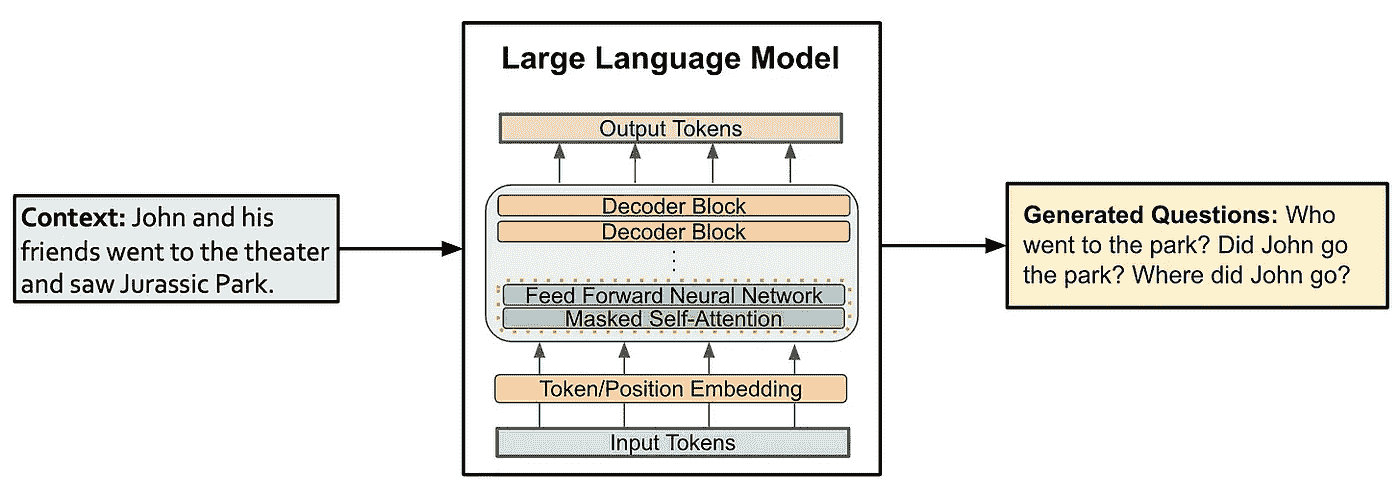 Large Language Model
Output Tokens
Decoder Block
Decoder Block
Feed Forward Neural Network
Masked Self-Attention
Token/Position Embedding
Input Tokens
Context: John and his
friends went to the theater
and saw Jurassic Park.
Generated Questions: Who
went to the park? Did John go
the park? Where did John go?